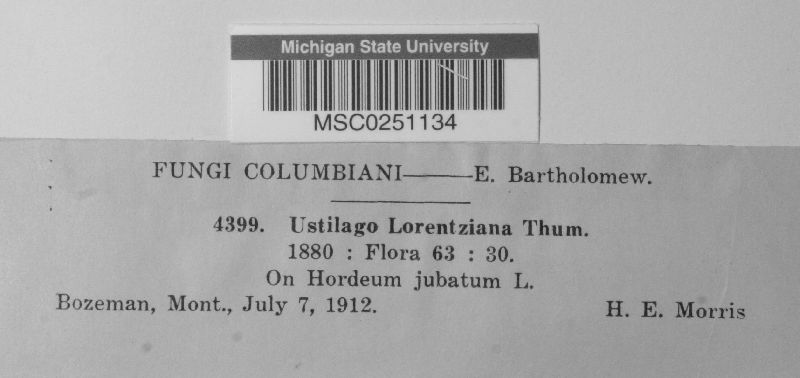 Michigan State University
MSC0251134
FUNGI COLUMBIANI——E. Bartholomew.
4399. Ustilago Lorentziana Thum.
1880 : Flora 63 : 30.
On Hordeum jubatum L.
Bozeman, Mont., July 7, 1912. H. E. Morris